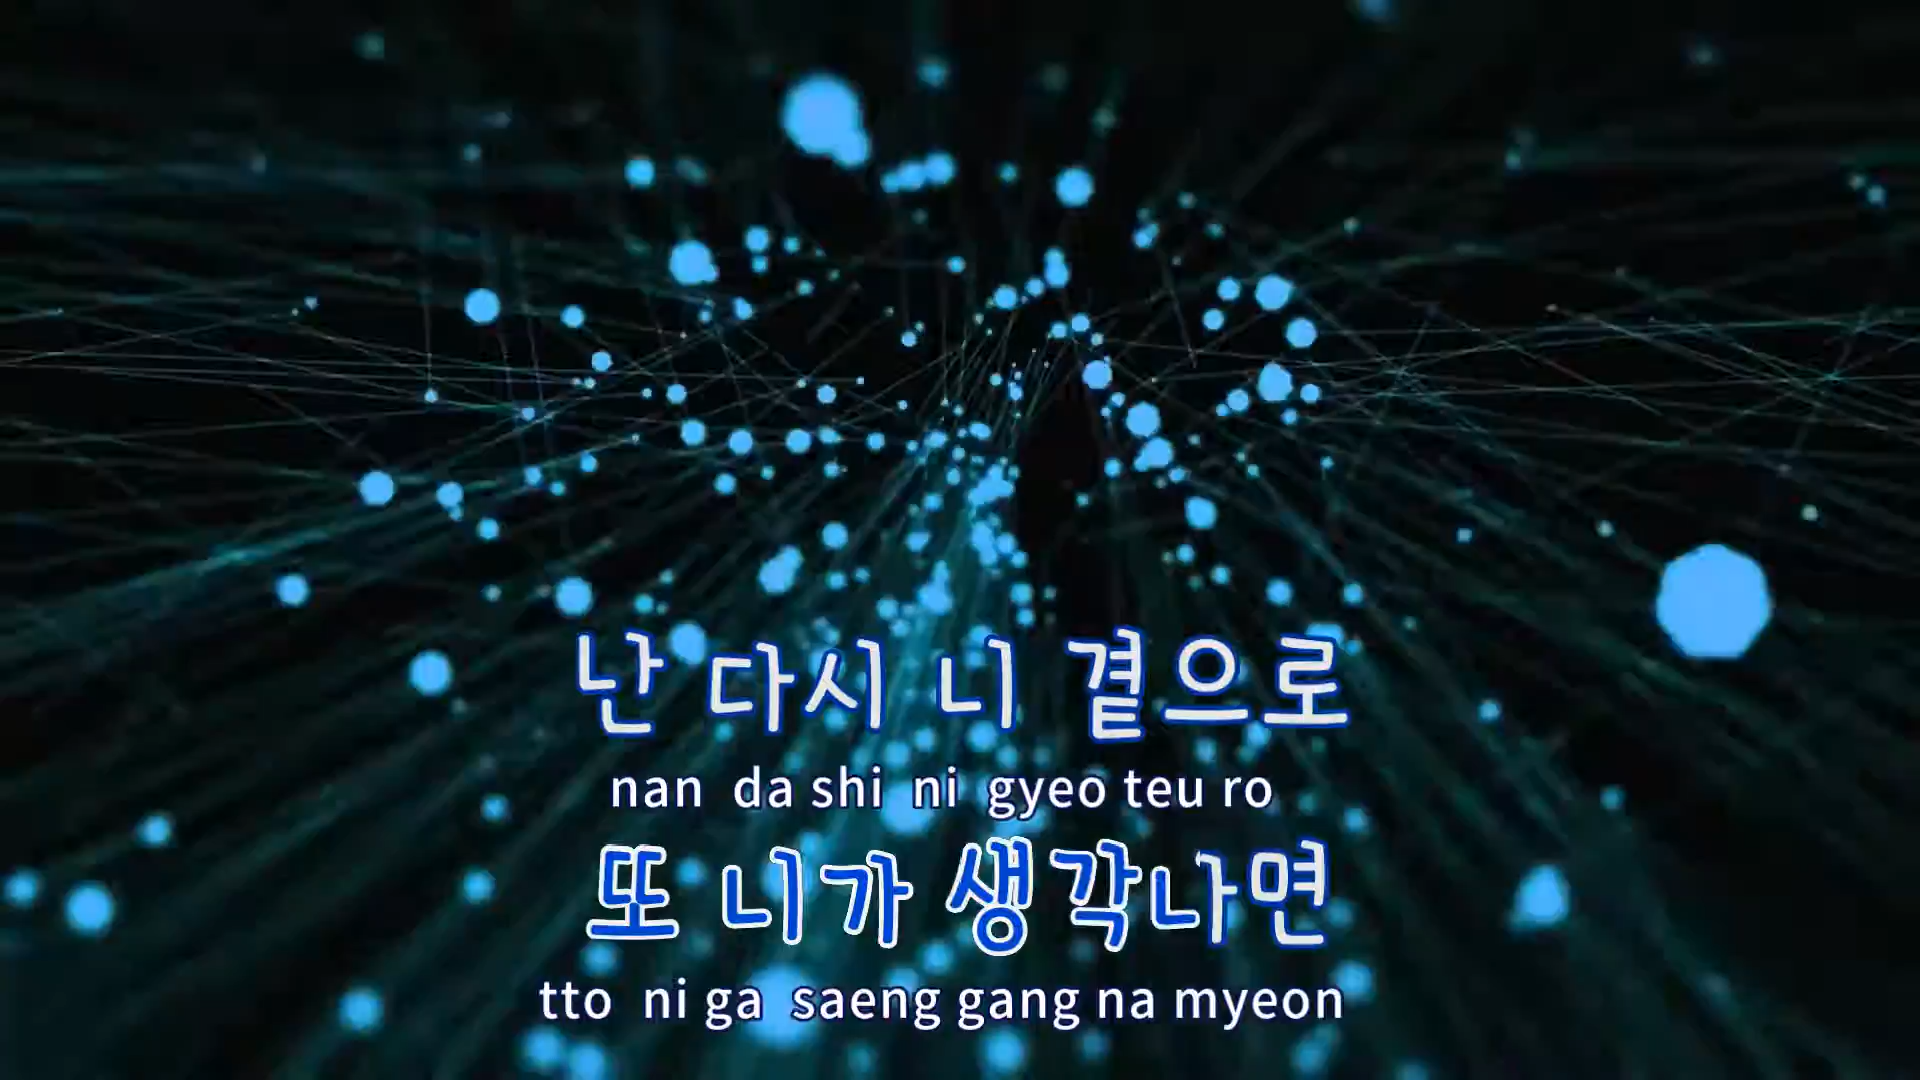 난 다시 니 곁으로
nan da shi ni gyeo teu ro
또 니가 생각나면
tto ni ga saeng gang na myeon